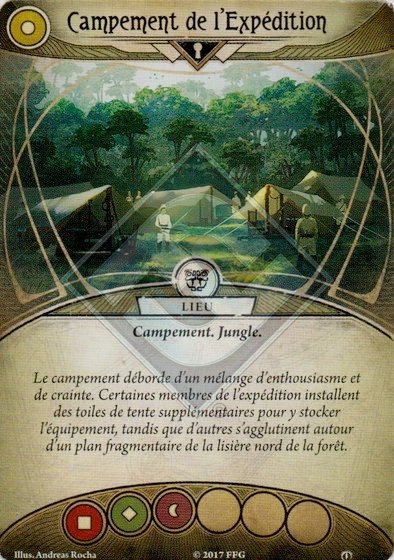 Campement de l'Expédition
LIEU
Campement. Jungle.
Le campement déborde d'un mélange d'enthousiasme et
de crainte. Certaines membres de l'expédition installent
des toiles de tente supplémentaires pour y stocker
l'équipement, tandis que d'autres s'agglutinent autour
d'un plan fragmentaire de la lisière nord de la forêt.
Illus. Andreas Rocha
© 2017 FFG